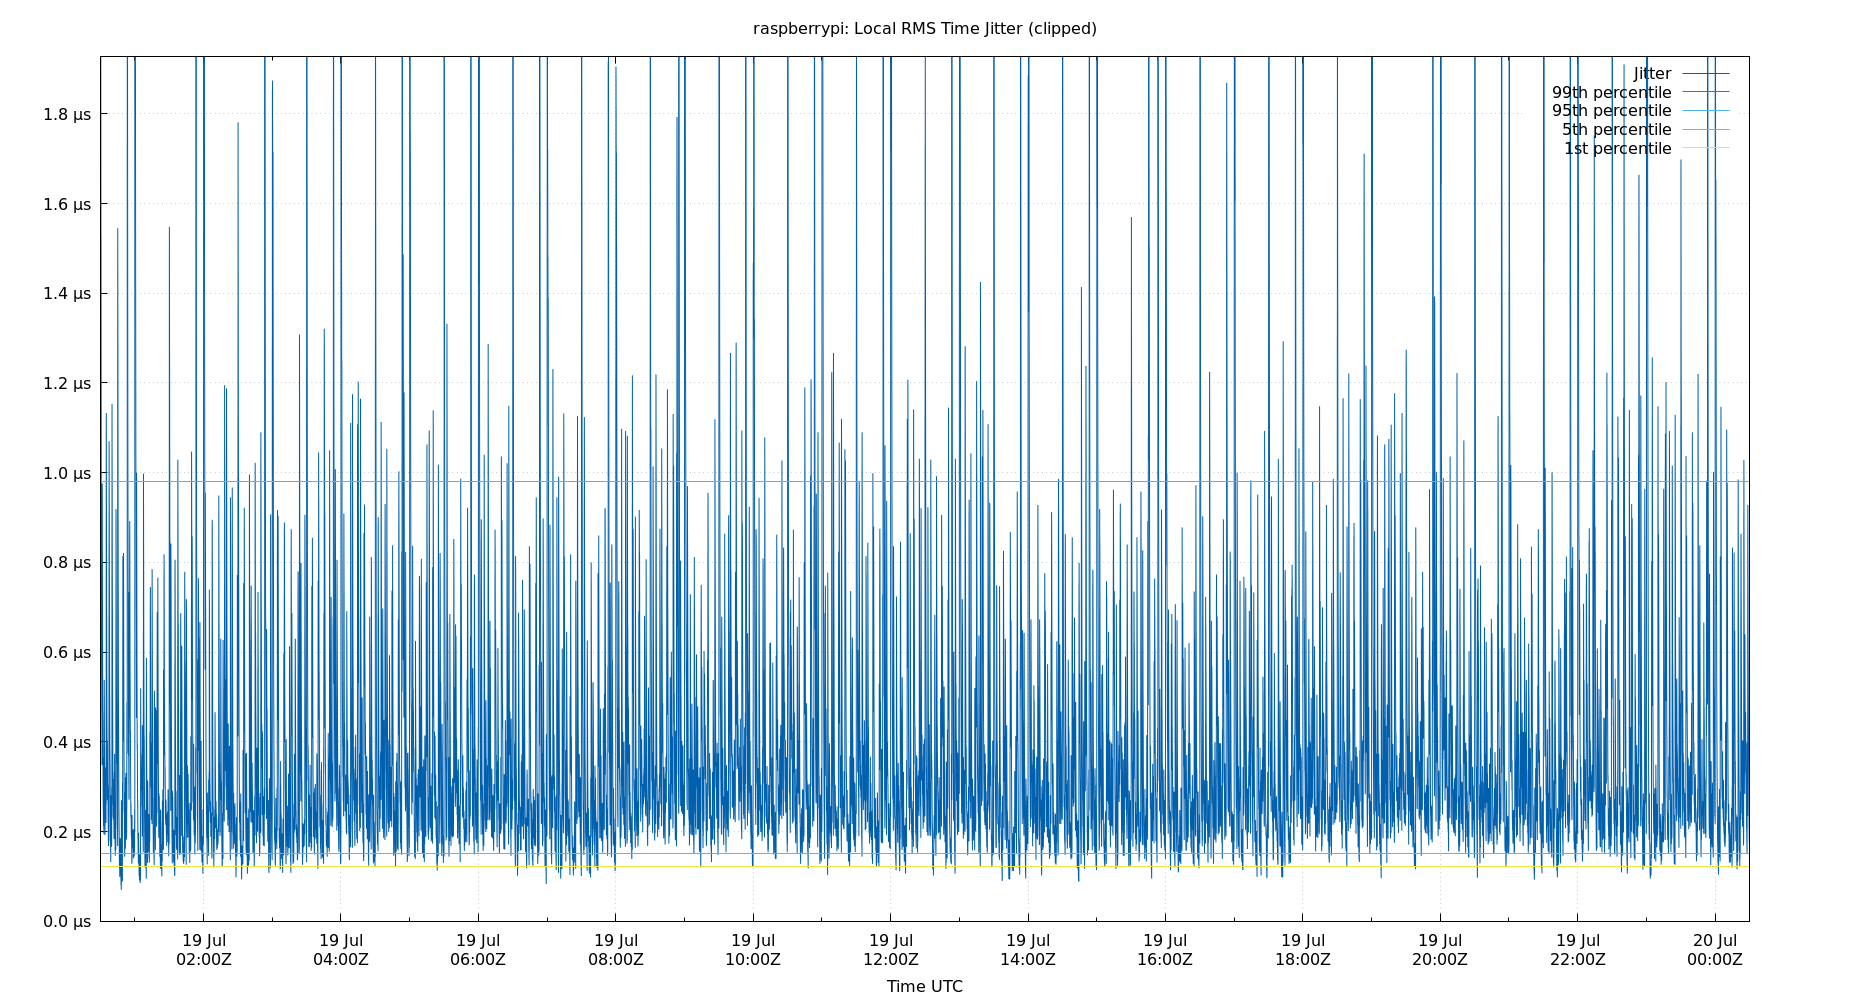 raspberrypi: Local RMS Time Jitter (clipped)
Jitter
99th percentile
95th percentile
5th percentile
1st percentile
1.8 µs
1.6 µs
1.4 µs
1.2 µs
1.0 µs
0.8 µs
0.6 µs
0.4 µs
0.2 µs
0.0 µs
19 Jul 19 Jul 19 Jul 19 Jul 19 Jul 19 Jul 19 Jul 19 Jul 19 Jul 19 Jul 19 Jul 20 Jul
02:00Z 04:00Z 06:00Z 08:00Z 10:00Z 12:00Z 14:00Z 16:00Z 18:00Z 20:00Z 22:00Z 00:00Z
Time UTC